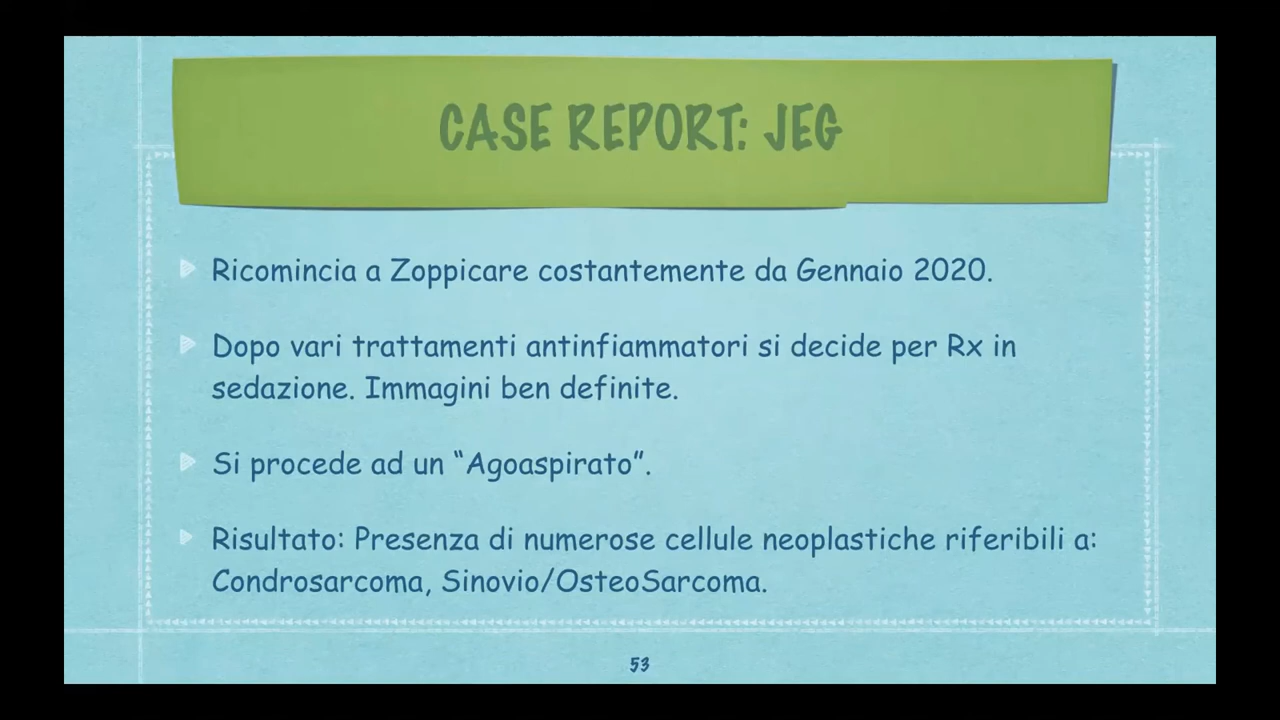 CASE REPORT: JEG
Ricomincia a Zoppicare costantemente da Gennaio 2020.
Dopo vari trattamenti antinfiammatori si decide per Rx in
sedazione. Immagini ben definite.
Si procede ad un “Agoaspirato”.
Risultato: Presenza di numerose cellule neoplastiche riferibili a:
Condrosarcoma, Sinovio/OsteoSarcoma.
53